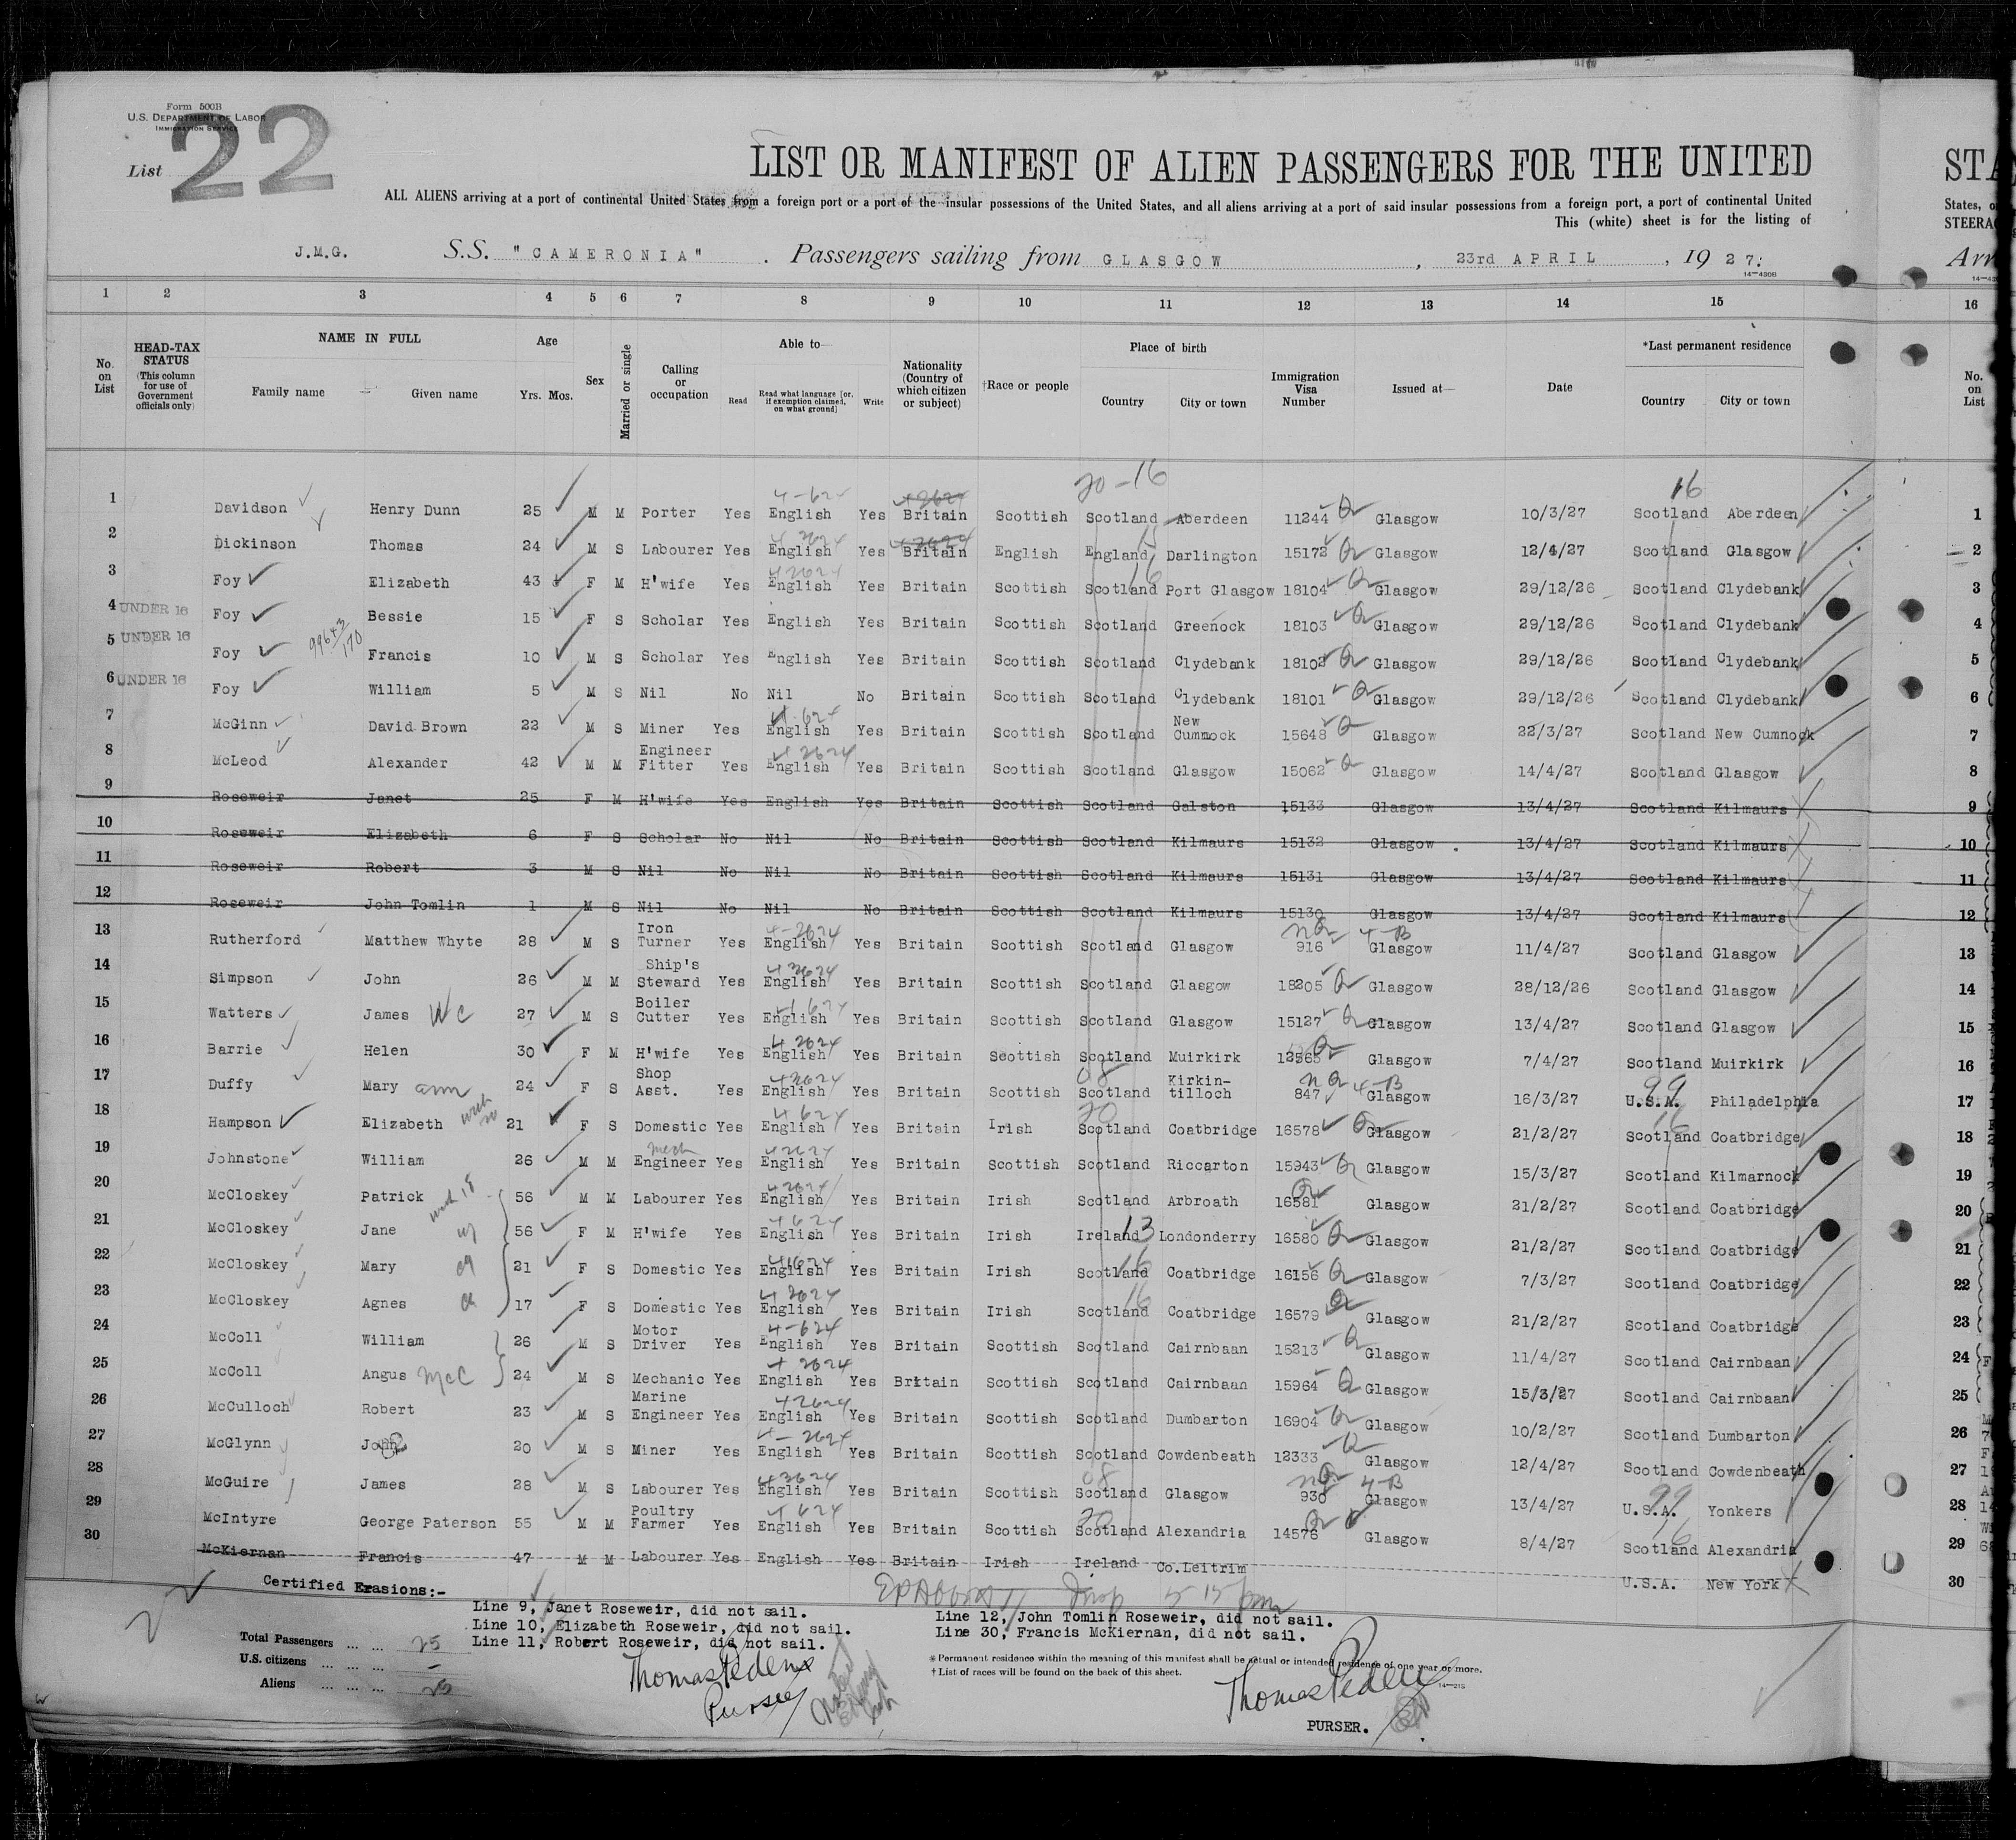 Form 500B
U.S. DEPARTMENT OF LABOR
IMMIGRATION SERVICE
List 22
LIST OR MANIFEST OF ALIEN PASSENGERS FOR THE UNITED
ALL ALIENS arriving at a port of continental United States from a foreign port or a port of the insular possessions of the United States, and all aliens arriving at a port of said insular possessions from a foreign port, a port of continental United
This (white) sheet is for the listing of
J.M.G. S.S. "CAMERONIA". Passengers sailing from GLASGOW, 23rd APRIL, 1927:
14—4206
1 2 3 4 5 6 7 8 9 10 11 12 13 14 15
No. on List HEAD-TAX STATUS (This column for use of Government officials only) NAME IN FULL Family name Given name Age Yrs. Mos. Sex Married or single Calling or occupation Able to— Read Read what language [or, if exemption claimed, on what ground] Write Nationality (Country of which citizen or subject) †Race or people Place of birth Country City or town Immigration Visa Number Issued at— Date *Last permanent residence Country City or town
20-16 16
1 Davidson Henry Dunn 25 M M Porter Yes English Yes Britain Scottish Scotland Aberdeen 11244 Glasgow 10/3/27 Scotland Aberdeen
2 Dickinson Thomas 24 M S Labourer Yes English Yes Britain English England Darlington 15172 Glasgow 12/4/27 Scotland Glasgow
3 Foy Elizabeth 43 F M H'wife Yes English Yes Britain Scottish Scotland Port Glasgow 18104 Glasgow 29/12/26 Scotland Clydebank
4 UNDER 16 Foy Bessie 15 F S Scholar Yes English Yes Britain Scottish Scotland Greenock 18103 Glasgow 29/12/26 Scotland Clydebank
5 UNDER 16 Foy Francis 10 M S Scholar Yes English Yes Britain Scottish Scotland Clydebank 18102 Glasgow 29/12/26 Scotland Clydebank
6 UNDER 16 Foy William 5 M S Nil No Nil No Britain Scottish Scotland Clydebank 18101 Glasgow 29/12/26 Scotland Clydebank
7 McGinn David Brown 22 M S Miner Yes English Yes Britain Scottish Scotland New Cummock 15648 Glasgow 22/3/27 Scotland New Cumnock
8 McLeod Alexander 42 M M Engineer Fitter Yes English Yes Britain Scottish Scotland Glasgow 15062 Glasgow 14/4/27 Scotland Glasgow
9 Roseweir Janet 25 F M H'wife Yes English Yes Britain Scottish Scotland Galston 15133 Glasgow 13/4/27 Scotland Kilmaurs
10 Roseweir Elizabeth 6 F S Scholar No Nil No Britain Scottish Scotland Kilmaurs 15132 Glasgow 13/4/27 Scotland Kilmaurs
11 Roseweir Robert 3 M S Nil No Nil No Britain Scottish Scotland Kilmaurs 15131 Glasgow 13/4/27 Scotland Kilmaurs
12 Roseweir John Tomlin 1 M S Nil No Nil No Britain Scottish Scotland Kilmaurs 15130 Glasgow 13/4/27 Scotland Kilmaurs
13 Rutherford Matthew Whyte 28 M S Iron Turner Yes English Yes Britain Scottish Scotland Glasgow 916 Glasgow 11/4/27 Scotland Glasgow
14 Simpson John 26 M M Ship's Steward Yes English Yes Britain Scottish Scotland Glasgow 18205 Glasgow 28/12/26 Scotland Glasgow
15 Watters James 27 M S Boiler Cutter Yes English Yes Britain Scottish Scotland Glasgow 15127 Glasgow 13/4/27 Scotland Glasgow
16 Barrie Helen 30 F M H'wife Yes English Yes Britain Scottish Scotland Muirkirk 12565 Glasgow 7/4/27 Scotland Muirkirk
17 Duffy Mary ann 24 F S Shop Asst. Yes English Yes Britain Scottish Scotland Kirkin-tilloch 847 Glasgow 16/3/27 U.S.A. Philadelphia
18 Hampson Elizabeth 21 F S Domestic Yes English Yes Britain Irish Scotland Coatbridge 16578 Glasgow 21/2/27 Scotland Coatbridge
19 Johnstone William 26 M M mech Engineer Yes English Yes Britain Scottish Scotland Riccarton 15943 Glasgow 15/3/27 Scotland Kilmarnock
20 McCloskey Patrick 56 M M Labourer Yes English Yes Britain Irish Scotland Arbroath 16581 Glasgow 21/2/27 Scotland Coatbridge
21 McCloskey Jane 56 F M H'wife Yes English Yes Britain Irish Ireland Londonderry 16580 Glasgow 21/2/27 Scotland Coatbridge
22 McCloskey Mary 21 F S Domestic Yes English Yes Britain Irish Scotland Coatbridge 16156 Glasgow 7/3/27 Scotland Coatbridge
23 McCloskey Agnes 17 F S Domestic Yes English Yes Britain Irish Scotland Coatbridge 16579 Glasgow 21/2/27 Scotland Coatbridge
24 McColl William 26 M S Motor Driver Yes English Yes Britain Scottish Scotland Cairnbaan 15213 Glasgow 11/4/27 Scotland Cairnbaan
25 McColl Angus McC 24 M S Mechanic Yes English Yes Britain Scottish Scotland Cairnbaan 15964 Glasgow 15/3/27 Scotland Cairnbaan
26 McCulloch Robert 23 M S Marine Engineer Yes English Yes Britain Scottish Scotland Dumbarton 16904 Glasgow 10/2/27 Scotland Dumbarton
27 McGlynn John 20 M S Miner Yes English Yes Britain Scottish Scotland Cowdenbeath 12333 Glasgow 12/4/27 Scotland Cowdenbeath
28 McGuire James 28 M S Labourer Yes English Yes Britain Scottish Scotland Glasgow 930 Glasgow 13/4/27 U.S.A. Yonkers
29 McIntyre George Paterson 55 M M Poultry Farmer Yes English Yes Britain Scottish Scotland Alexandria 14578 Glasgow 8/4/27 Scotland Alexandria
30 McKiernan Francis 47 M M Labourer Yes English Yes Britain Irish Ireland Co.Leitrim U.S.A. New York
Certified Erasions:-
Line 9, Janet Roseweir, did not sail.
Line 10, Elizabeth Roseweir, did not sail.
Line 11, Robert Roseweir, did not sail.
Line 12, John Tomlin Roseweir, did not sail.
Line 30, Francis McKiernan, did not sail.
Total Passengers ... ... 25
U.S. citizens ... ... ... —
Aliens ... ... ... 25
Thomas Peden
Purser
* Permanent residence within the meaning of this manifest shall be actual or intended residence of one year or more.
† List of races will be found on the back of this sheet.
14—213
Thomas Peden
PURSER.
STA
States, o
STEERA
Arr
16
No. on List
1
2
3
4
5
6
7
8
9
10
11
12
13
14
15
16
17
18
19
20
21
22
23
24
25
26
27
28
29
30